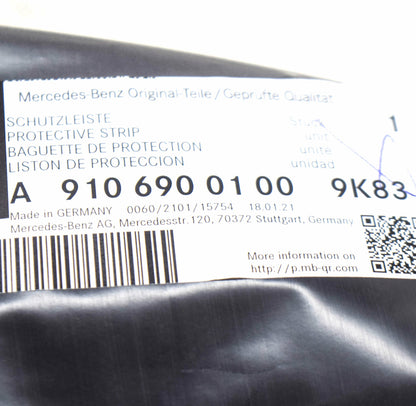 Mercedes-Benz Original-Teile / Geprüfte Qualität
SCHUTZLEISTE Stück 1
PROTECTIVE STRIP unit
BAGUETTE DE PROTECTION unité
LISTON DE PROTECCION unidad
A 910 690 01 00 9K83
Made in GERMANY 0060/2101/15754 18.01.21
Mercedes-Benz AG, Mercedesstr.120, 70372 Stuttgart, Germany
More information on
http://p.mb-qr.com